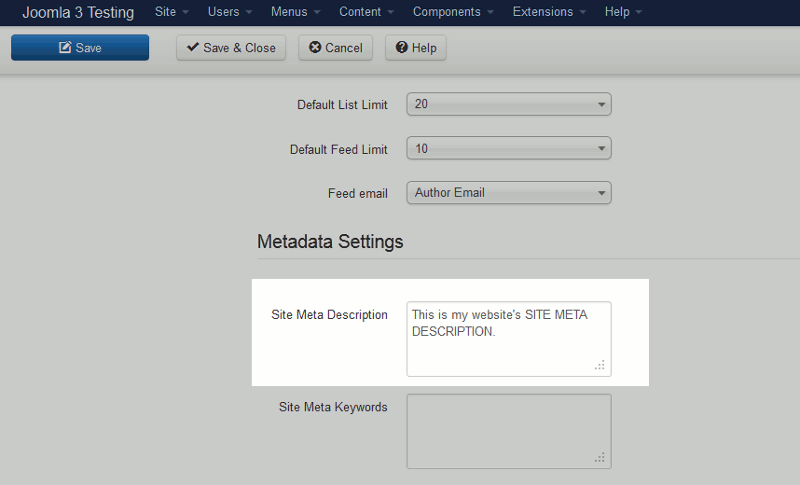 Joomla 3 Testing Site Users Menus Content Components Extensions Help
Save Save & Close Cancel Help
Default List Limit 20
Default Feed Limit 10
Feed email Author Email
Metadata Settings
Site Meta Description This is my website's SITE META
DESCRIPTION.
Site Meta Keywords